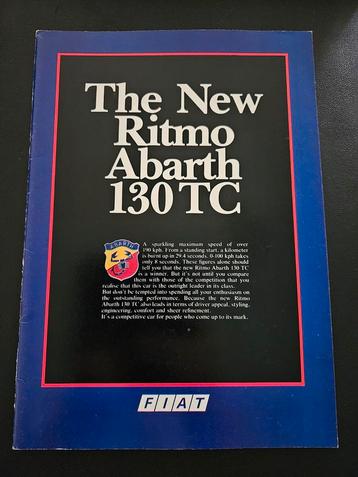 The New
Ritmo
Abarth
130 TC
ABARTH
A sparkling maximum speed of over
190 kph. From a standing start, a kilometer
is burnt up in 29.4 seconds. 0-100 kph takes
only 8 seconds. These figures alone should
tell you that the new Ritmo Abarth 130 TC
is a winner. But it's not until you compare
them with those of the competition that you
realise that this car is the outright leader in its class.
But don't be tempted into spending all your enthusiasm on
the outstanding performance. Because the new Ritmo
Abarth 130 TC also leads in terms of driver appeal, styling,
engineering, comfort and sheer refinement.
It's a competitive car for people who come up to its mark.
FIAT